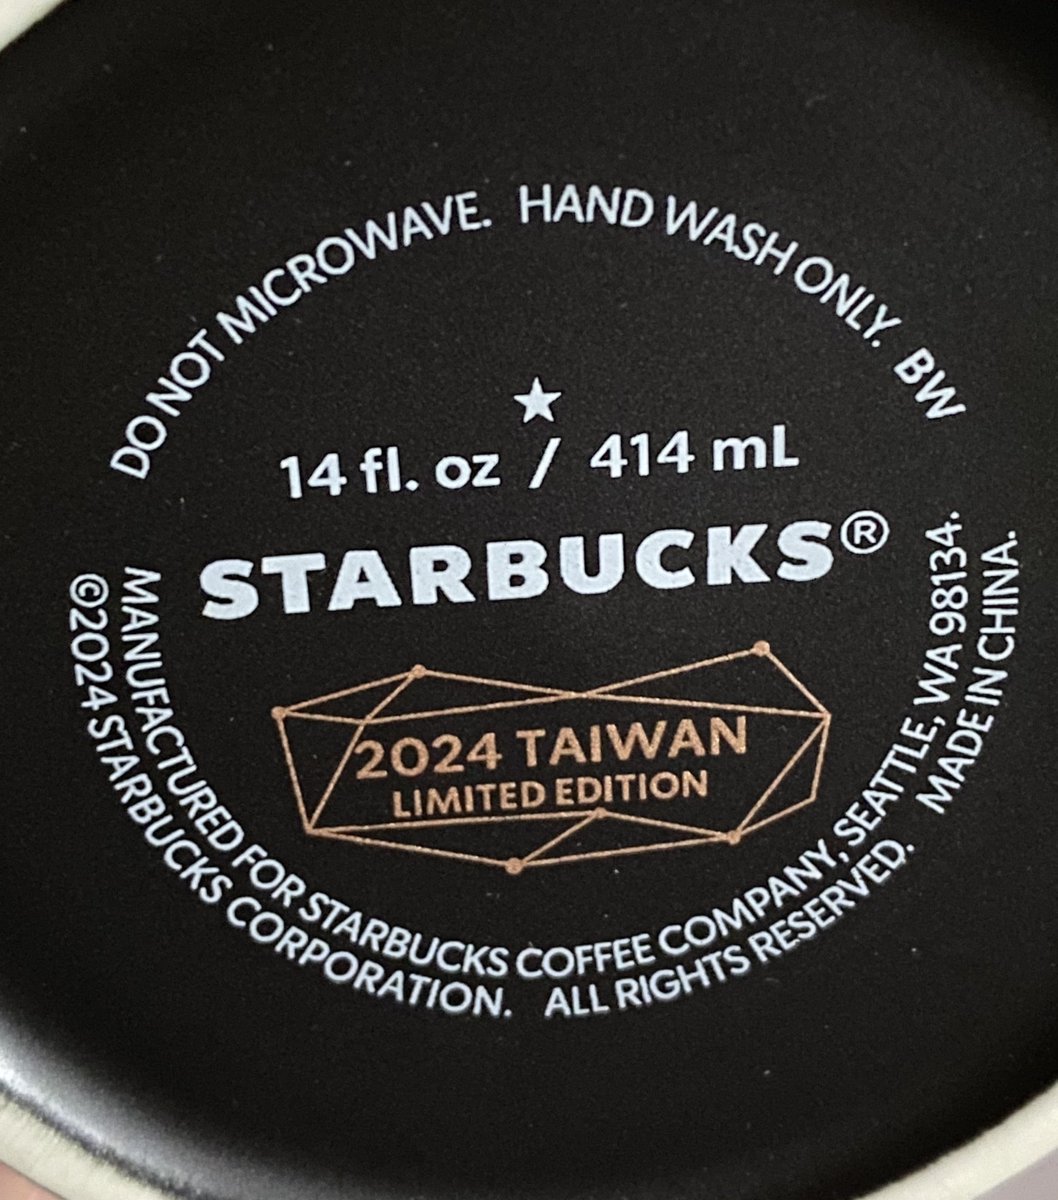 DO NOT MICROWAVE. HAND WASH ONLY. BW
14 fl. oz / 414 mL
STARBUCKS®
2024 TAIWAN
LIMITED EDITION
MANUFACTURED FOR STARBUCKS COFFEE COMPANY, SEATTLE, WA 98134.
©2024 STARBUCKS CORPORATION. ALL RIGHTS RESERVED. MADE IN CHINA.